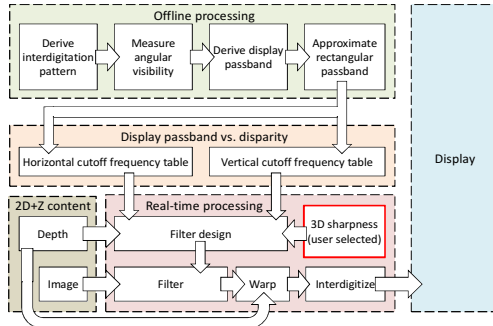 Offline processing
Derive
interdigitation
pattern
Measure
angular
visibility
Derive display
passband
Approximate
rectangular
passband
Display passband vs. disparity
Horizontal cutoff frequency table
Vertical cutoff frequency table
Display
2D+Z content
Real-time processing
Depth
Filter design
3D sharpness
(user selected)
Image
Filter
Warp
Interdigitize